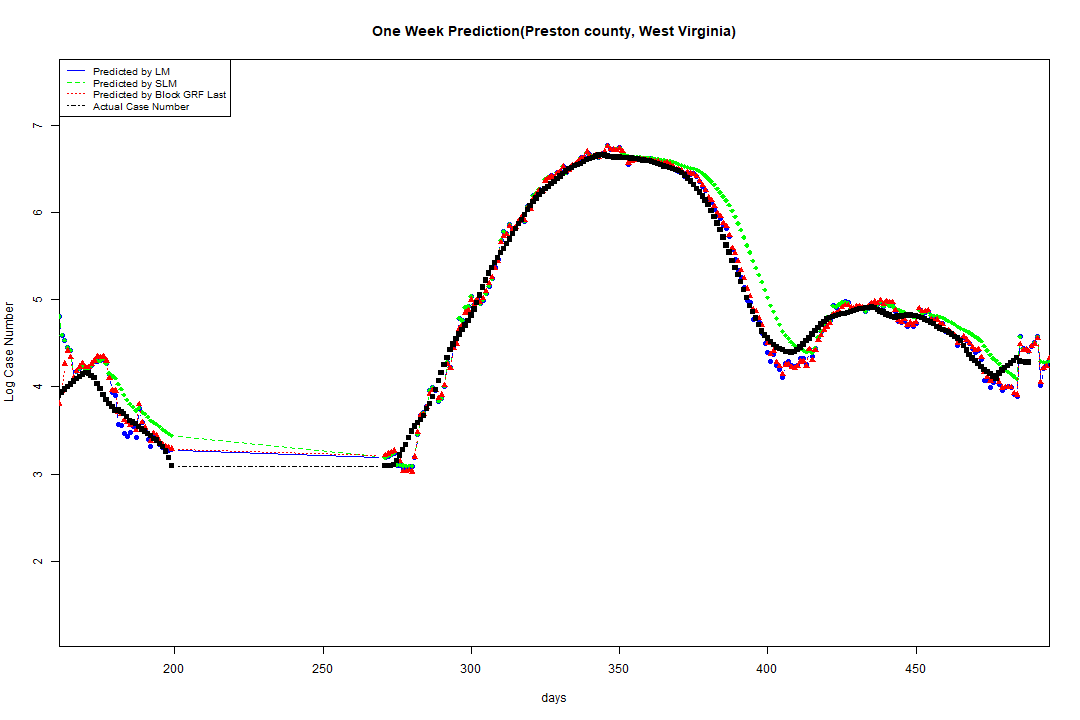 One Week Prediction(Preston county, West Virginia)
Predicted by LM
Predicted by SLM
Predicted by Block GRF Last
Actual Case Number
Log Case Number
7
6
5
4
3
2
200 250 300 350 400 450
days